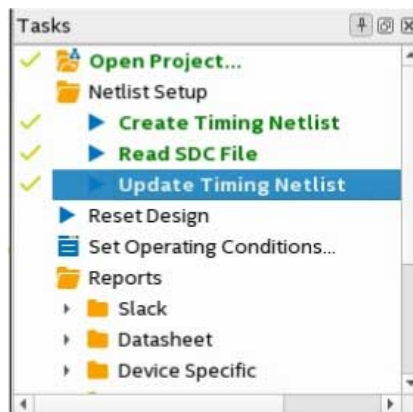 Tasks
Open Project...
Netlist Setup
Create Timing Netlist
Read SDC File
Update Timing Netlist
Reset Design
Set Operating Conditions...
Reports
Slack
Datasheet
Device Specific